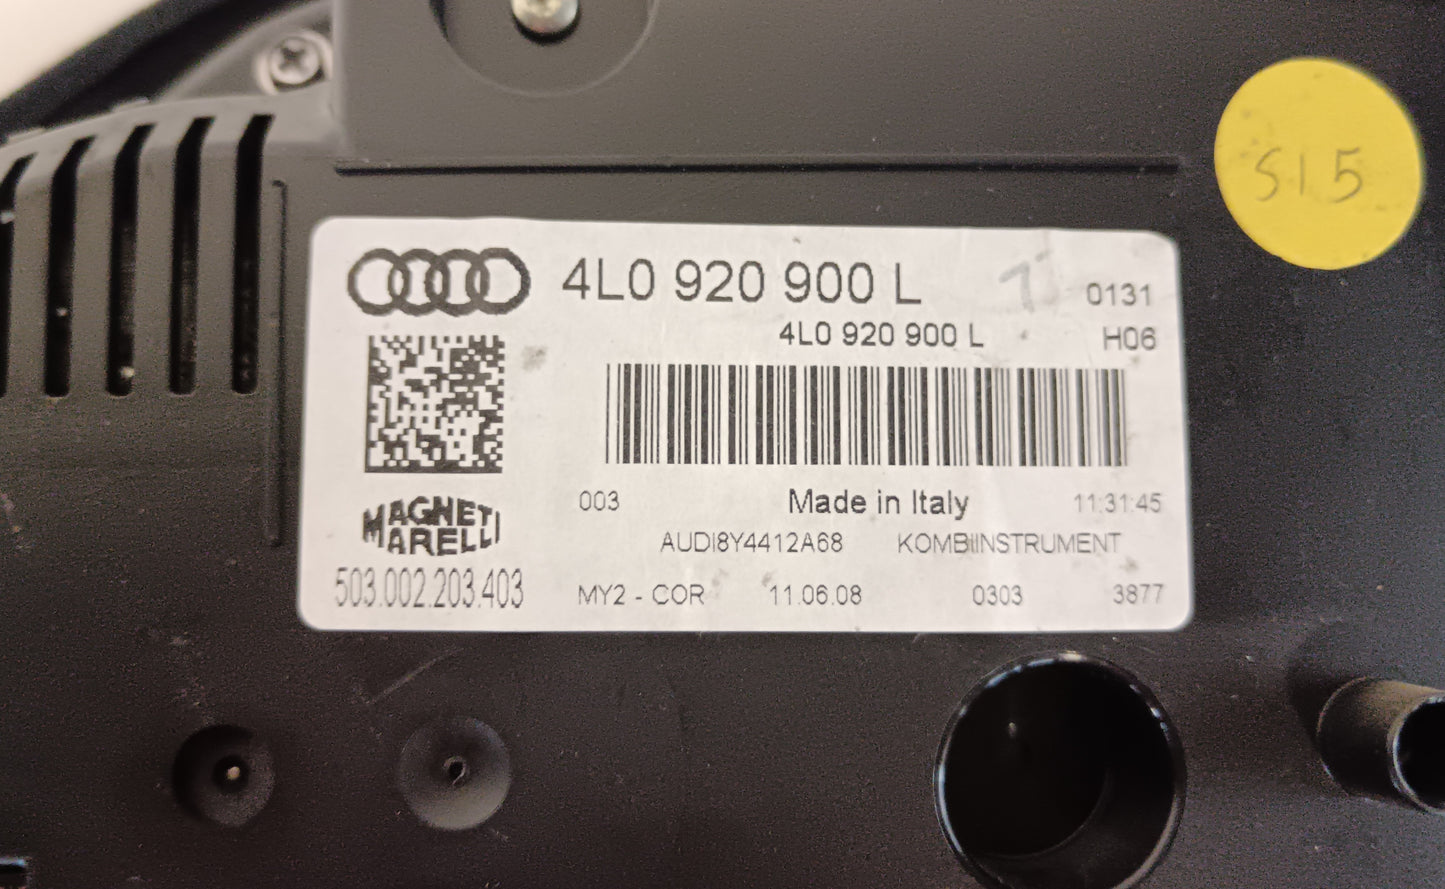 S15
4L0 920 900 L 0131
4L0 920 900 L H06
003 Made in Italy 11:31:45
MAGNETI
MARELLI
AUDI8Y4412A68 KOMBIINSTRUMENT
503.002.203.403
MY2 - COR 11.06.08 0303 3877